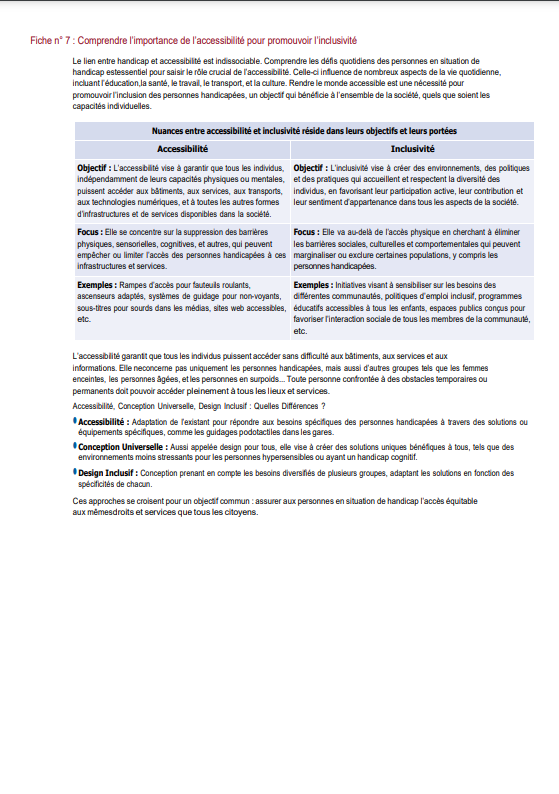 Fiche n° 7 : Comprendre l'importance de l'accessibilité pour promouvoir l'inclusivité
Le lien entre handicap et accessibilité est indissociable. Comprendre les défis quotidiens des personnes en situation de
handicap estessentiel pour saisir le rôle crucial de l'accessibilité. Celle-ci influence de nombreux aspects de la vie quotidienne,
incluant l'éducation,la santé, le travail, le transport, et la culture. Rendre le monde accessible est une nécessité pour
promouvoir l'inclusion des personnes handicapées, un objectif qui bénéficie à l'ensemble de la société, quels que soient les
capacités individuelles.
Nuances entre accessibilité et inclusivité réside dans leurs objectifs et leurs portées
Accessibilité
Inclusivité
Objectif : L'accessibilité vise à garantir que tous les individus,
indépendamment de leurs capacités physiques ou mentales,
puissent accéder aux bâtiments, aux services, aux transports,
aux technologies numériques, et à toutes les autres formes
d'infrastructures et de services disponibles dans la société.
Objectif : L'inclusivité vise à créer des environnements, des politiques
et des pratiques qui accueillent et respectent la diversité des
individus, en favorisant leur participation active, leur contribution et
leur sentiment d'appartenance dans tous les aspects de la société.
Focus : Elle se concentre sur la suppression des barrières
physiques, sensorielles, cognitives, et autres, qui peuvent
empêcher ou limiter l'accès des personnes handicapées à ces
infrastructures et services.
Focus : Elle va au-delà de l'accès physique en cherchant à éliminer
les barrières sociales, culturelles et comportementales qui peuvent
marginaliser ou exclure certaines populations, y compris les
personnes handicapées.
Exemples : Rampes d'accès pour fauteuils roulants,
ascenseurs adaptés, systèmes de guidage pour non-voyants,
sous-titres pour sourds dans les médias, sites web accessibles,
etc.
Exemples : Initiatives visant à sensibiliser sur les besoins des
différentes communautés, politiques d'emploi inclusif, programmes
éducatifs accessibles à tous les enfants, espaces publics conçus pour
favoriser l'interaction sociale de tous les membres de la communauté,
etc.
L'accessibilité garantit que tous les individus puissent accéder sans difficulté aux bâtiments, aux services et aux
informations. Elle neconcerne pas uniquement les personnes handicapées, mais aussi d'autres groupes tels que les femmes
enceintes, les personnes âgées, et les personnes en surpoids... Toute personne confrontée à des obstacles temporaires ou
permanents doit pouvoir accéder pleinement à tous les lieux et services.
Accessibilité, Conception Universelle, Design Inclusif : Quelles Différences ?
Accessibilité : Adaptation de l'existant pour répondre aux besoins spécifiques des personnes handicapées à travers des solutions ou
équipements spécifiques, comme les guidages podotactiles dans les gares.
Conception Universelle : Aussi appelée design pour tous, elle vise à créer des solutions uniques bénéfiques à tous, tels que des
environnements moins stressants pour les personnes hypersensibles ou ayant un handicap cognitif.
Design Inclusif : Conception prenant en compte les besoins diversifiés de plusieurs groupes, adaptant les solutions en fonction des
spécificités de chacun.
Ces approches se croisent pour un objectif commun : assurer aux personnes en situation de handicap l'accès équitable
aux mêmesdroits et services que tous les citoyens.